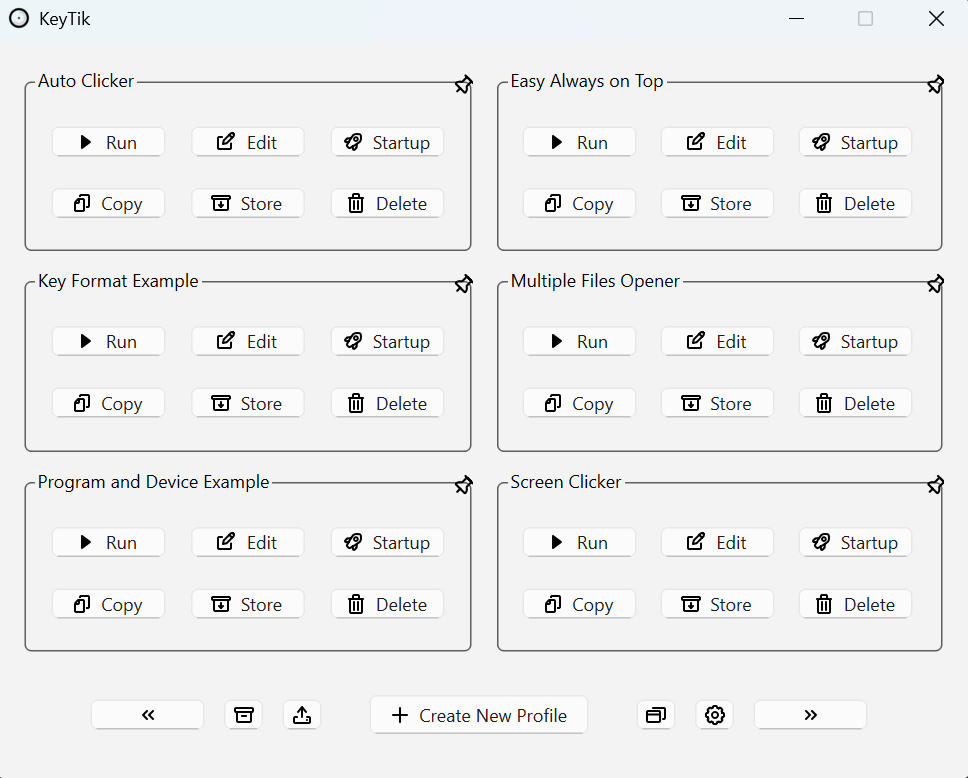 KeyTik
Auto Clicker
Easy Always on Top
Run Edit Startup
Run Edit Startup
Copy Store Delete
Copy Store Delete
Key Format Example
Multiple Files Opener
Run Edit Startup
Run Edit Startup
Copy Store Delete
Copy Store Delete
Program and Device Example
Screen Clicker
Run Edit Startup
Run Edit Startup
Copy Store Delete
Copy Store Delete
« + Create New Profile »